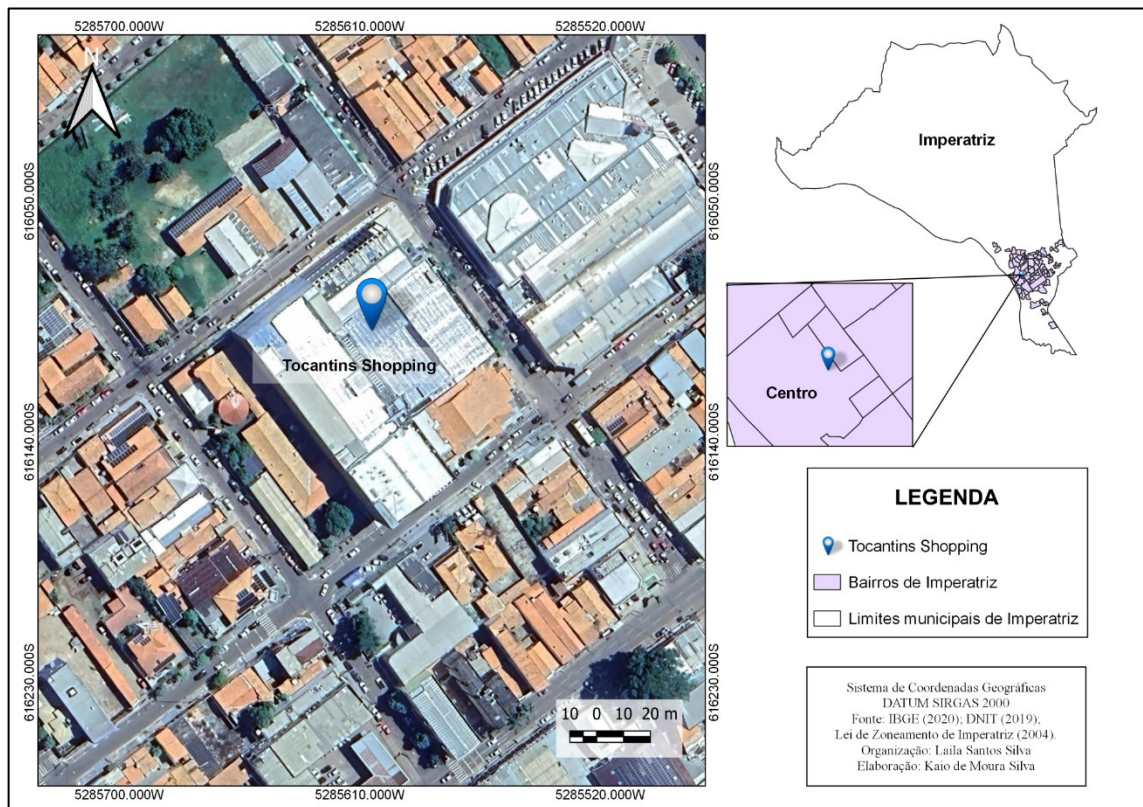 5285700.000W 5285610.000W 5285520.000W
N
616050.000S
616140.000S
616230.000S
Tocantins Shopping
616050.000S
616140.000S
616230.000S
10 0 10 20 m
5285700.000W 5285610.000W 5285520.000W
Imperatriz
Centro
LEGENDA
Tocantins Shopping
Bairros de Imperatriz
Limites municipais de Imperatriz
Sistema de Coordenadas Geográficas
DATUM SIRGAS 2000
Fonte: IBGE (2020); DNIT (2019);
Lei de Zoneamento de Imperatriz (2004).
Organização: Laila Santos Silva
Elaboração: Kaio de Moura Silva